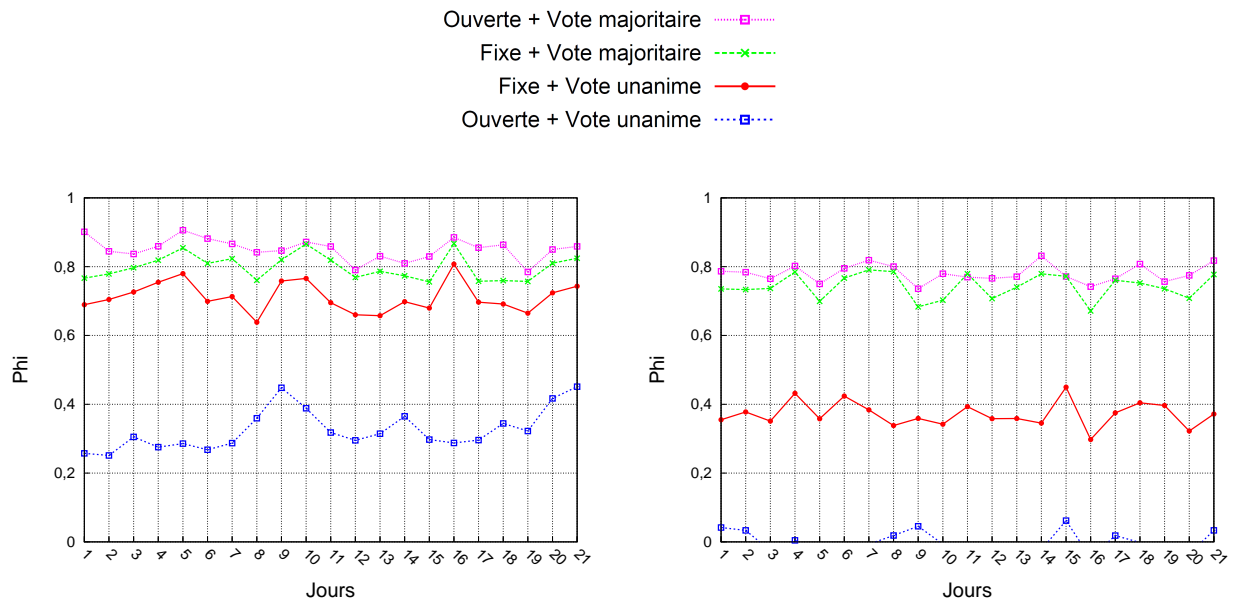 Ouverte + Vote majoritaire
Fixe + Vote majoritaire
Fixe + Vote unanime
Ouverte + Vote unanime
1
0,8
0,6
0,4
0,2
0
Phi
1 2 3 4 5 6 7 8 9 10 11 12 13 14 15 16 17 18 19 20 21
Jours
1
0,8
0,6
0,4
0,2
0
Phi
1 2 3 4 5 6 7 8 9 10 11 12 13 14 15 16 17 18 19 20 21
Jours